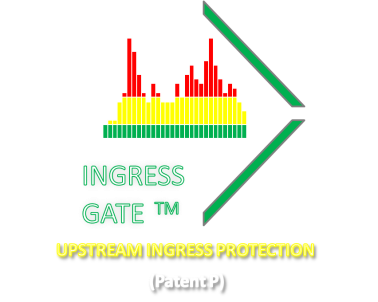 INGRESS
GATE ™
UPSTREAM INGRESS PROTECTION
(Patent P)